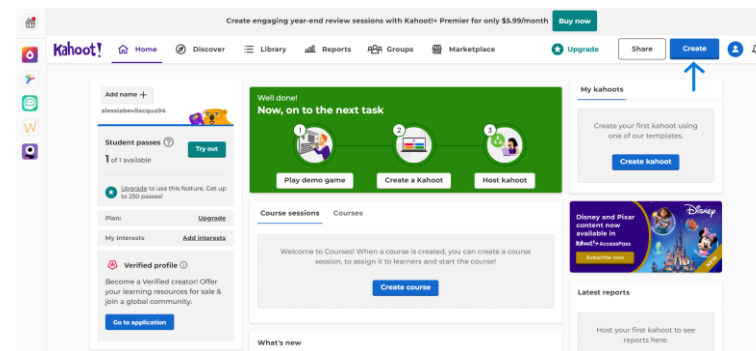 Create engaging year-end review sessions with Kahoot!+ Premier for only $5.99/month
Buy now
Kahoot!
Home
Discover
Library
Reports
Groups
Marketplace
Upgrade
Share
Create
Add name +
alessiabevilacqua94
Student passes
1 of 1 available
Try out
Upgrade to use this feature. Get up
to 250 passes!
Plan:
Upgrade
My interests
Add interests
Verified profile
Become a Verified
creator! Offer
your learning resources for sale &
join a global community.
Go to application
Well done!
Now, on to the next task
1
2
3
Play demo game
Create a Kahoot
Host kahoot
Course sessions
Courses
Welcome to Courses! When a course is created, you can create a course
session, to assign it to learners and start the course!
Create course
What's new
My kahoots
Create your first kahoot using
one of our templates.
Create kahoot
Disney and Pixar
content now
available in
Kahoot!+ AccessPass
Subscribe now
Disney
NEW
Latest reports
Host your first kahoot to see
reports here.